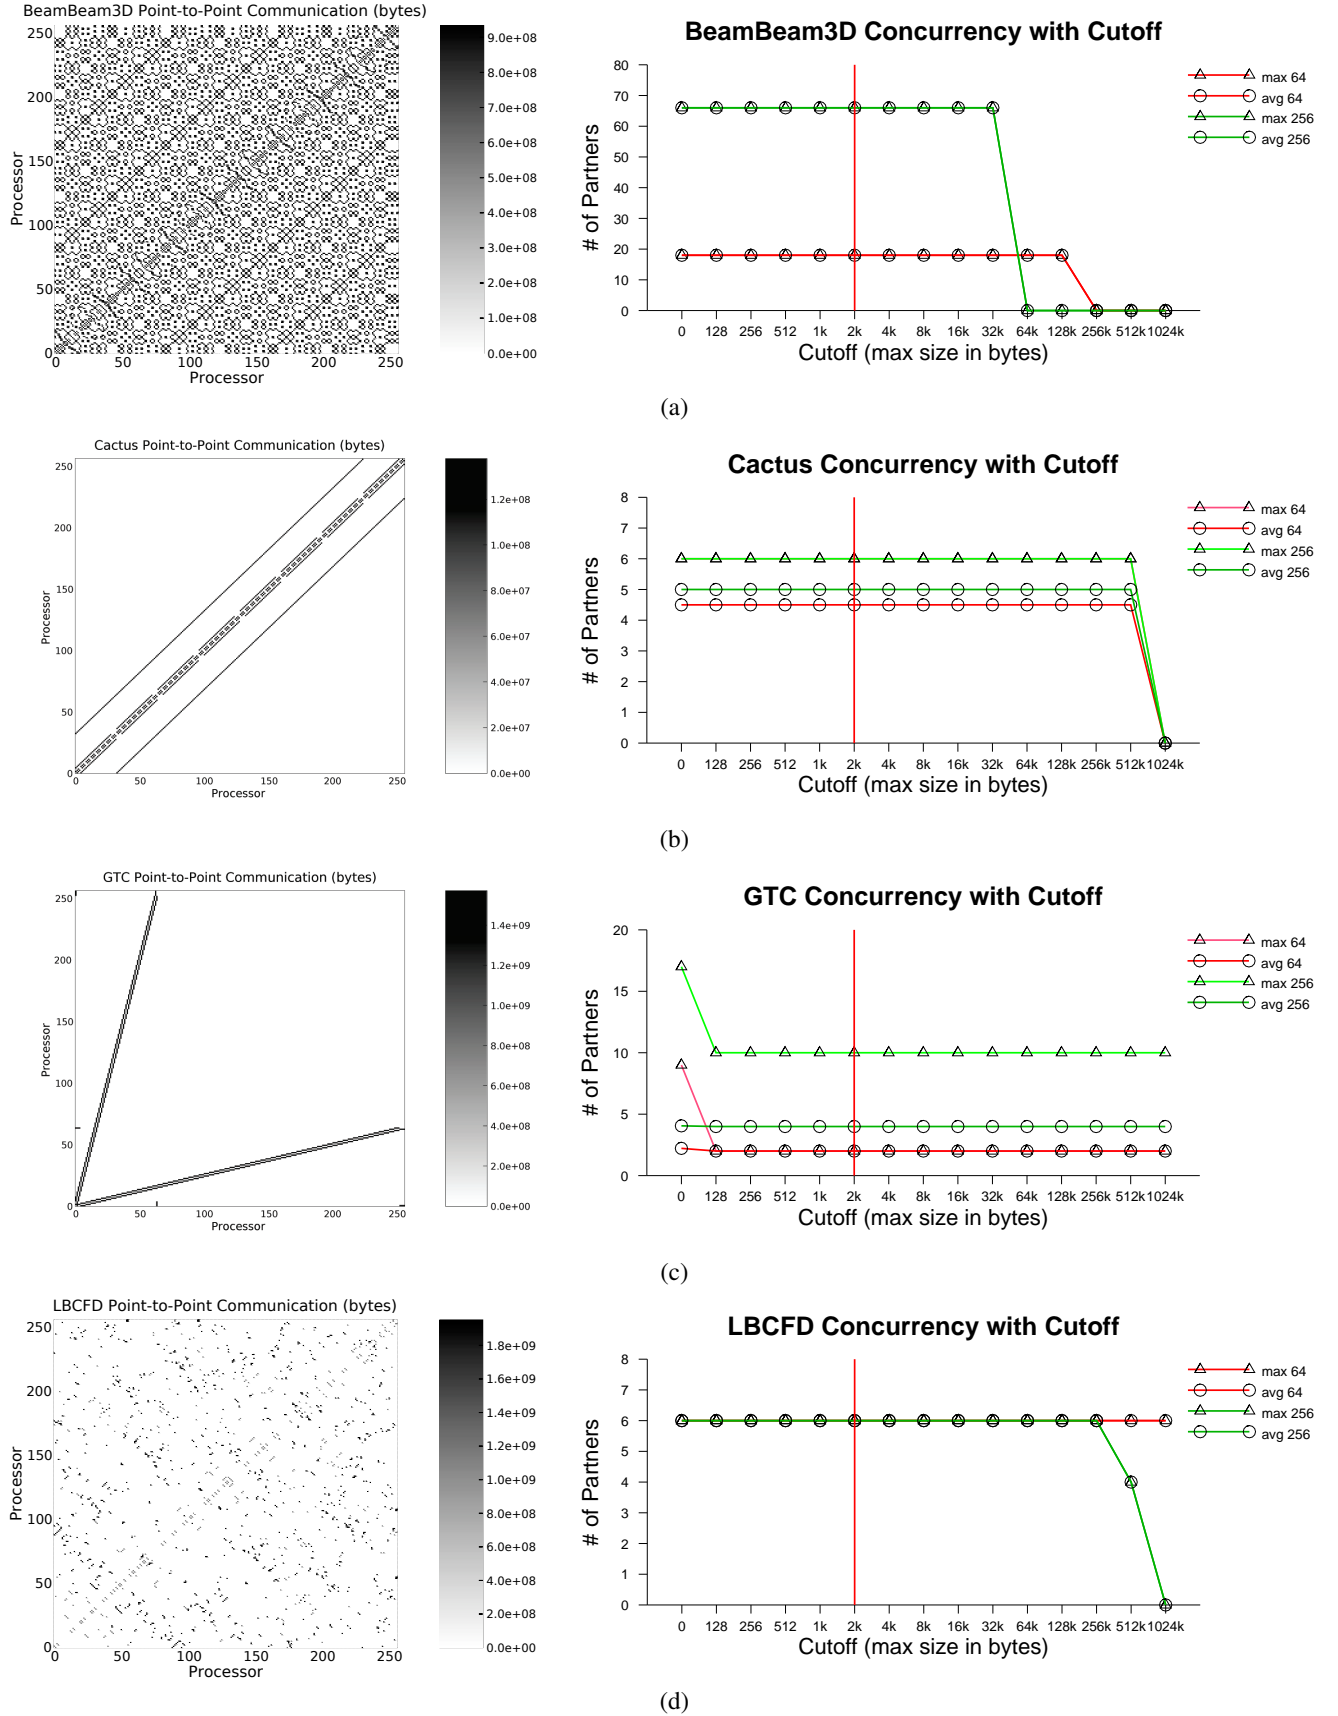 BeamBeam3D Point-to-Point Communication (bytes)
250
200
150
100
50
0
Processor
0 50 100 150 200 250
Processor
9.0e+08
8.0e+08
7.0e+08
6.0e+08
5.0e+08
4.0e+08
3.0e+08
2.0e+08
1.0e+08
0.0e+00
BeamBeam3D Concurrency with Cutoff
80
70
60
50
40
30
20
10
0
# of Partners
0 128 256 512 1k 2k 4k 8k 16k 32k 64k 128k 256k 512k 1024k
Cutoff (max size in bytes)
max 64
avg 64
max 256
avg 256
(a)
Cactus Point-to-Point Communication (bytes)
250
200
150
100
50
0
Processor
0 50 100 150 200 250
Processor
1.2e+08
1.0e+08
8.0e+07
6.0e+07
4.0e+07
2.0e+07
0.0e+00
Cactus Concurrency with Cutoff
8
7
6
5
4
3
2
1
0
# of Partners
0 128 256 512 1k 2k 4k 8k 16k 32k 64k 128k 256k 512k 1024k
Cutoff (max size in bytes)
max 64
avg 64
max 256
avg 256
(b)
GTC Point-to-Point Communication (bytes)
250
200
150
100
50
0
Processor
0 50 100 150 200 250
Processor
1.4e+09
1.2e+09
1.0e+09
8.0e+08
6.0e+08
4.0e+08
2.0e+08
0.0e+00
GTC Concurrency with Cutoff
20
15
10
5
0
# of Partners
0 128 256 512 1k 2k 4k 8k 16k 32k 64k 128k 256k 512k 1024k
Cutoff (max size in bytes)
max 64
avg 64
max 256
avg 256
(c)
LBCFD Point-to-Point Communication (bytes)
250
200
150
100
50
0
Processor
0 50 100 150 200 250
Processor
1.8e+09
1.6e+09
1.4e+09
1.2e+09
1.0e+09
8.0e+08
6.0e+08
4.0e+08
2.0e+08
0.0e+00
LBCFD Concurrency with Cutoff
8
7
6
5
4
3
2
1
0
# of Partners
0 128 256 512 1k 2k 4k 8k 16k 32k 64k 128k 256k 512k 1024k
Cutoff (max size in bytes)
max 64
avg 64
max 256
avg 256
(d)